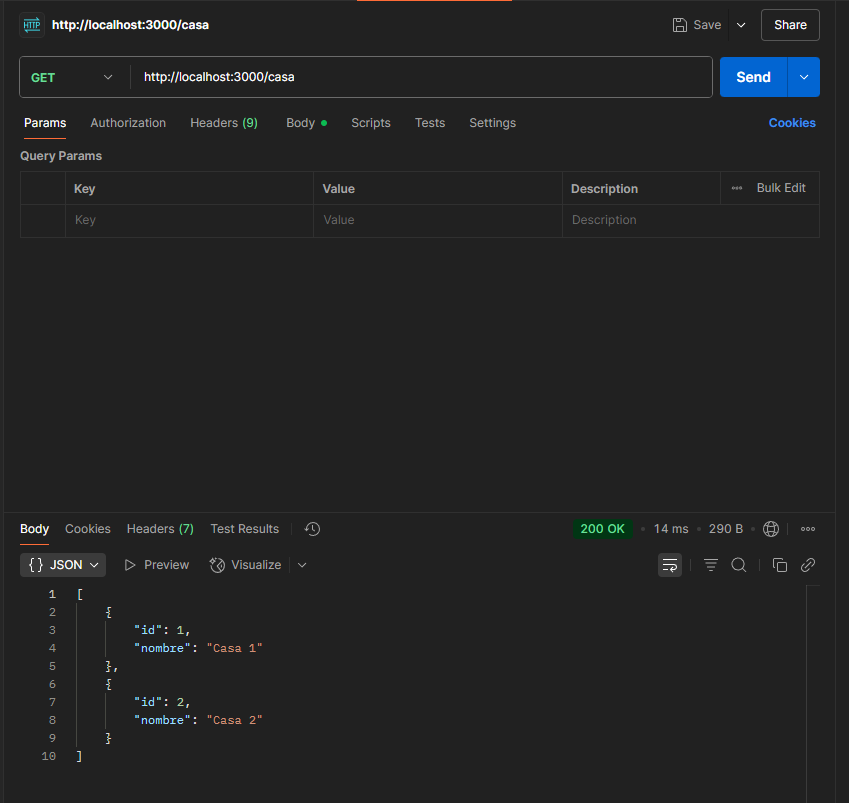 HTTP http://localhost:3000/casa Save Share
GET http://localhost:3000/casa Send
Params Authorization Headers (9) Body Scripts Tests Settings Cookies
Query Params
Key Value Description Bulk Edit
Key Value Description
Body Cookies Headers (7) Test Results 200 OK 14 ms 290 B
{} JSON Preview Visualize
1 [
2 {
3 "id": 1,
4 "nombre": "Casa 1"
5 },
6 {
7 "id": 2,
8 "nombre": "Casa 2"
9 }
10 ]